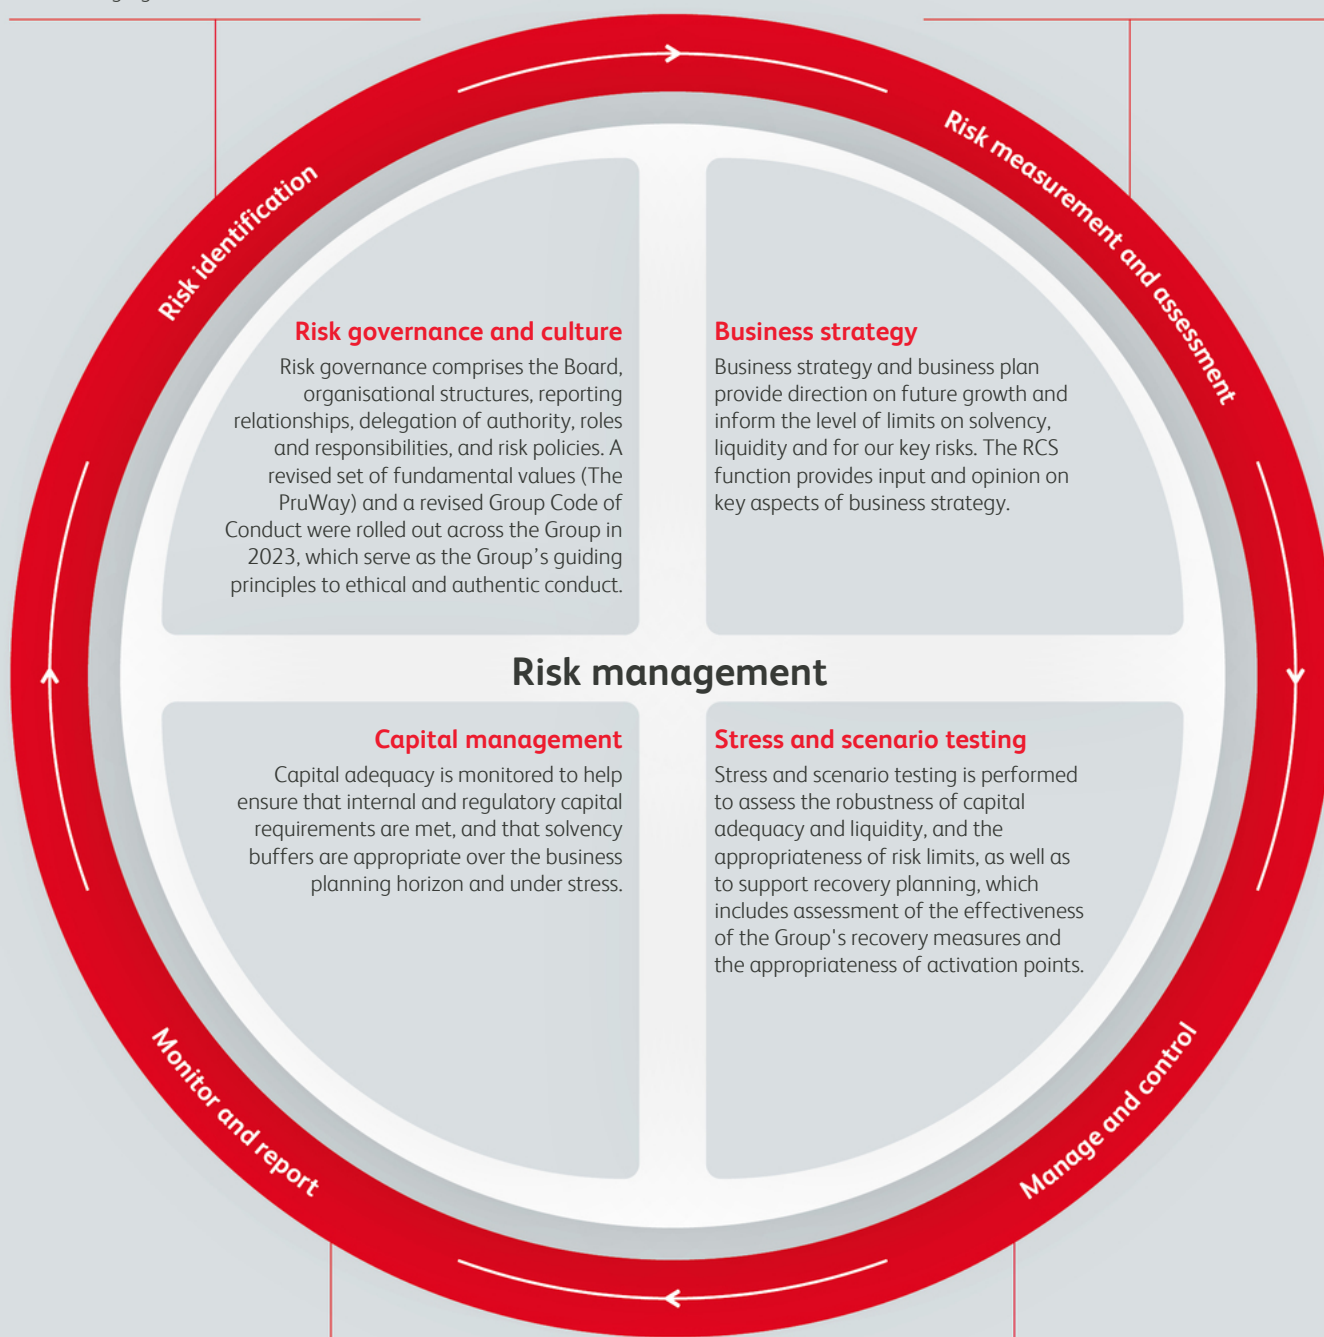 Risk identification
Risk measurement and assessment
Risk governance and culture
Risk governance comprises the Board,
organisational structures, reporting
relationships, delegation of authority, roles
and responsibilities, and risk policies. A
revised set of fundamental values (The
PruWay) and a revised Group Code of
Conduct were rolled out across the Group in
2023, which serve as the Group’s guiding
principles to ethical and authentic conduct.
Business strategy
Business strategy and business plan
provide direction on future growth and
inform the level of limits on solvency,
liquidity and for our key risks. The RCS
function provides input and opinion on
key aspects of business strategy.
Risk management
Capital management
Capital adequacy is monitored to help
ensure that internal and regulatory capital
requirements are met, and that solvency
buffers are appropriate over the business
planning horizon and under stress.
Stress and scenario testing
Stress and scenario testing is performed
to assess the robustness of capital
adequacy and liquidity, and the
appropriateness of risk limits, as well as
to support recovery planning, which
includes assessment of the effectiveness
of the Group's recovery measures and
the appropriateness of activation points.
Monitor and report
Manage and control